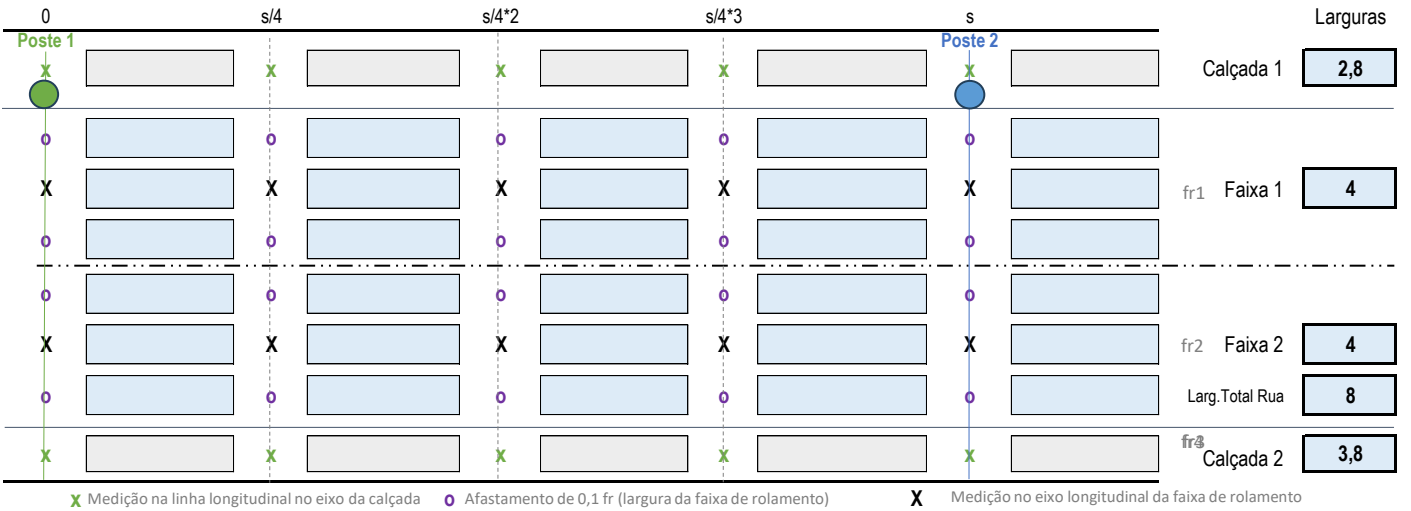 0 s/4 s/4*2 s/4*3 s Larguras
Poste 1 Poste 2
x x x x x Calçada 1 2,8
o o o o o
X X X X X fr1 Faixa 1 4
o o o o o
o o o o o
X X X X X fr2 Faixa 2 4
o o o o o Larg.Total Rua 8
x x x x x Calçada 2 3,8
x Medição na linha longitudinal no eixo da calçada o Afastamento de 0,1 fr (largura da faixa de rolamento) X Medição no eixo longitudinal da faixa de rolamento